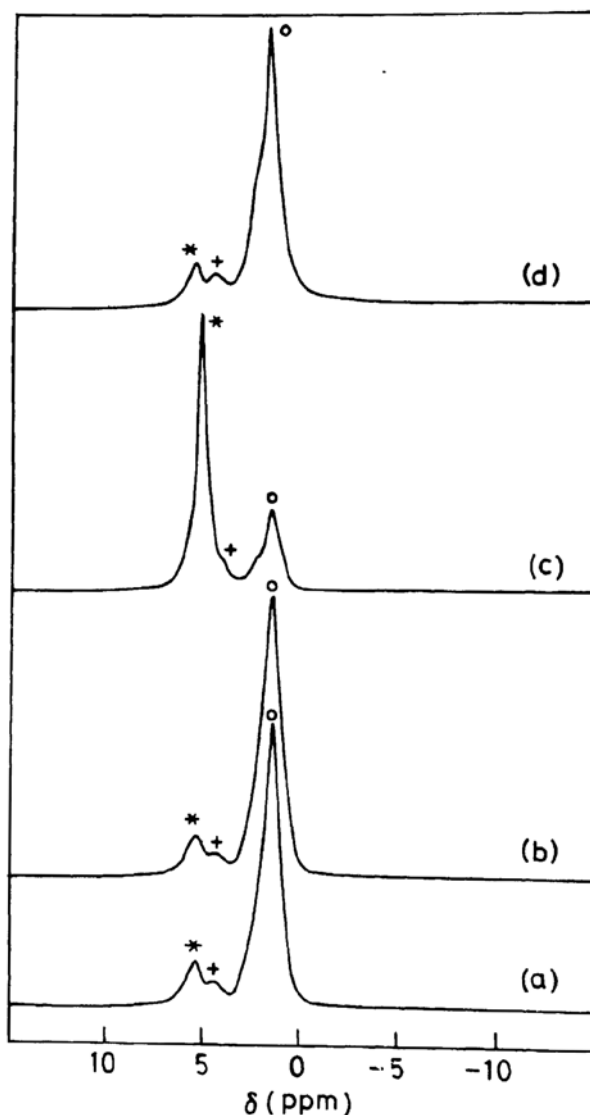 o
* +
(d)
*
o
+
(c)
o
o
* +
(b)
* +
(a)
10 5 0 -5 -10
δ (ppm)